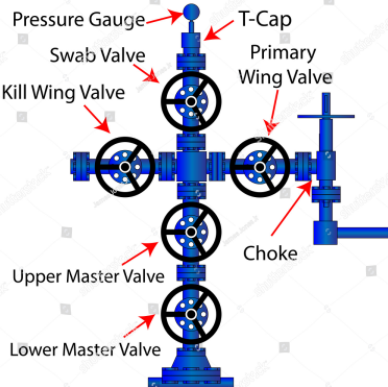 Pressure Gauge
T-Cap
Swab Valve
Primary
Wing Valve
Kill Wing Valve
Choke
Upper Master Valve
Lower Master Valve